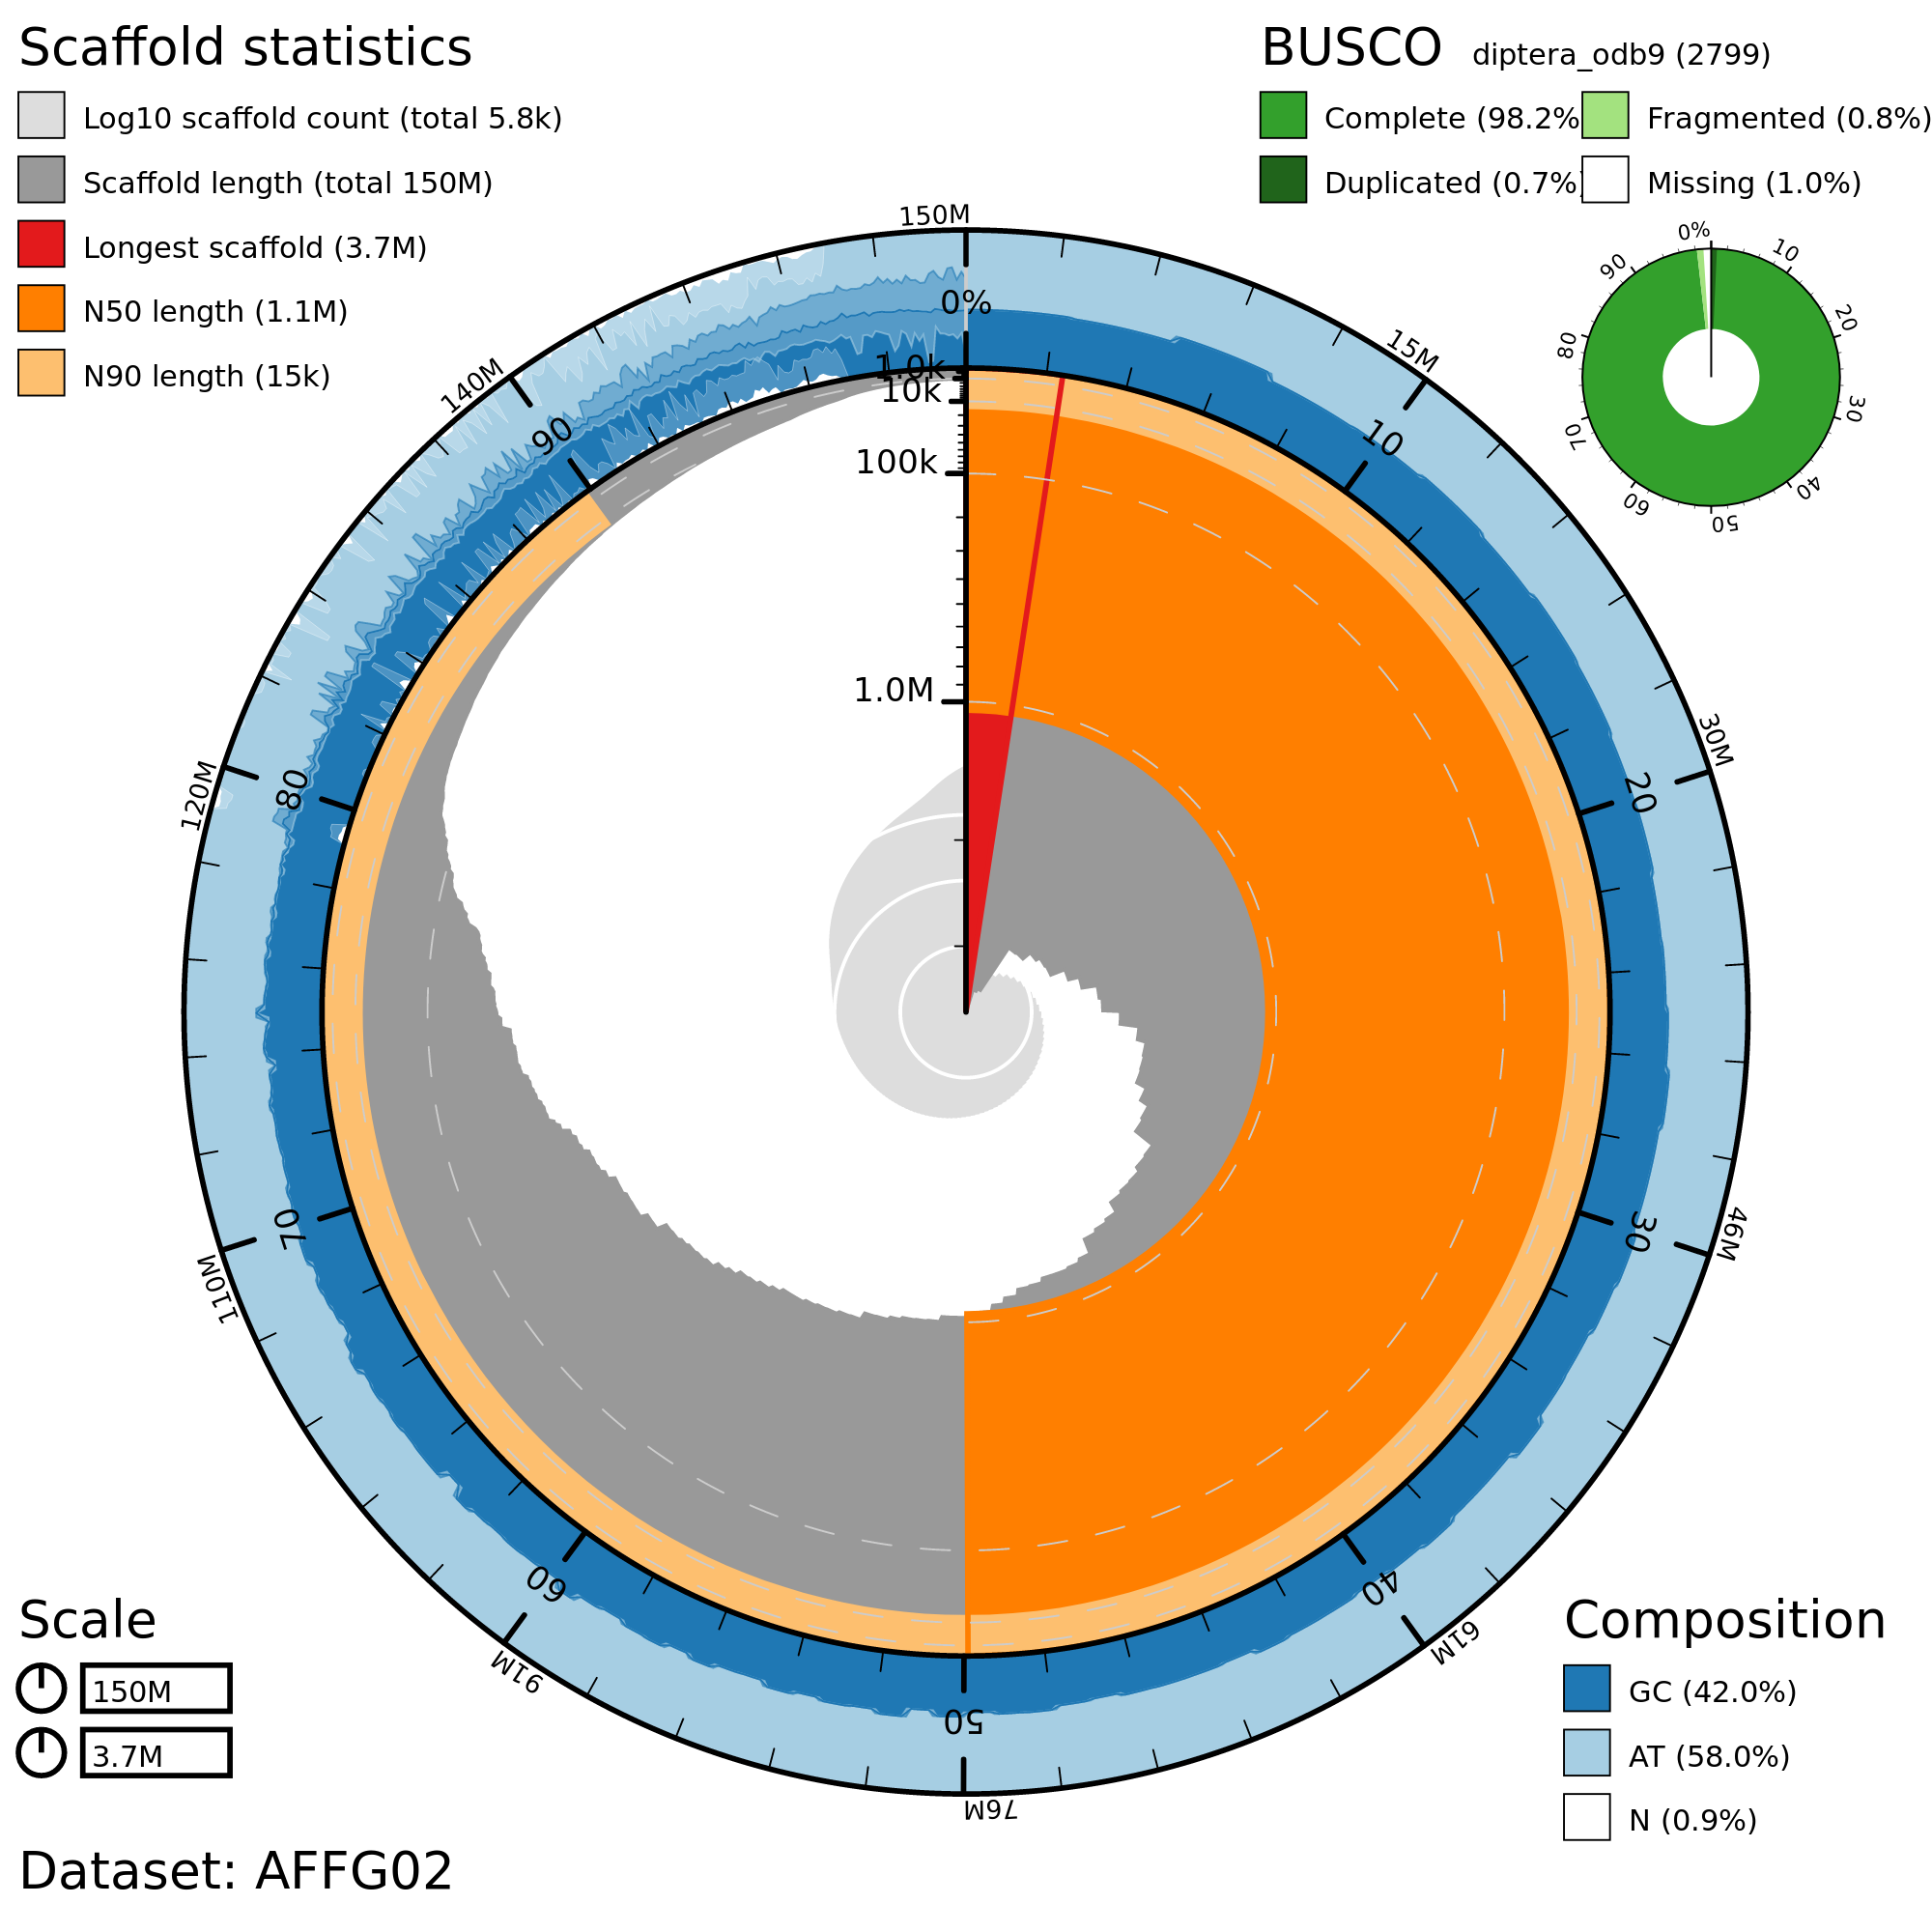 Scaffold statistics
Log10 scaffold count (total 5.8k)
Scaffold length (total 150M)
Longest scaffold (3.7M)
N50 length (1.1M)
N90 length (15k)
BUSCO diptera_odb9 (2799)
Complete (98.2% Fragmented (0.8%)
Duplicated (0.7% Missing (1.0%)
0%
10
20
30
40
50
60
70
80
90
150M
15M
30M
46M
61M
76M
91M
110M
120M
140M
0%
10
20
30
40
50
60
70
80
90
1.0k
10k
100k
1.0M
Scale
150M
3.7M
Composition
GC (42.0%)
AT (58.0%)
N (0.9%)
Dataset: AFFG02